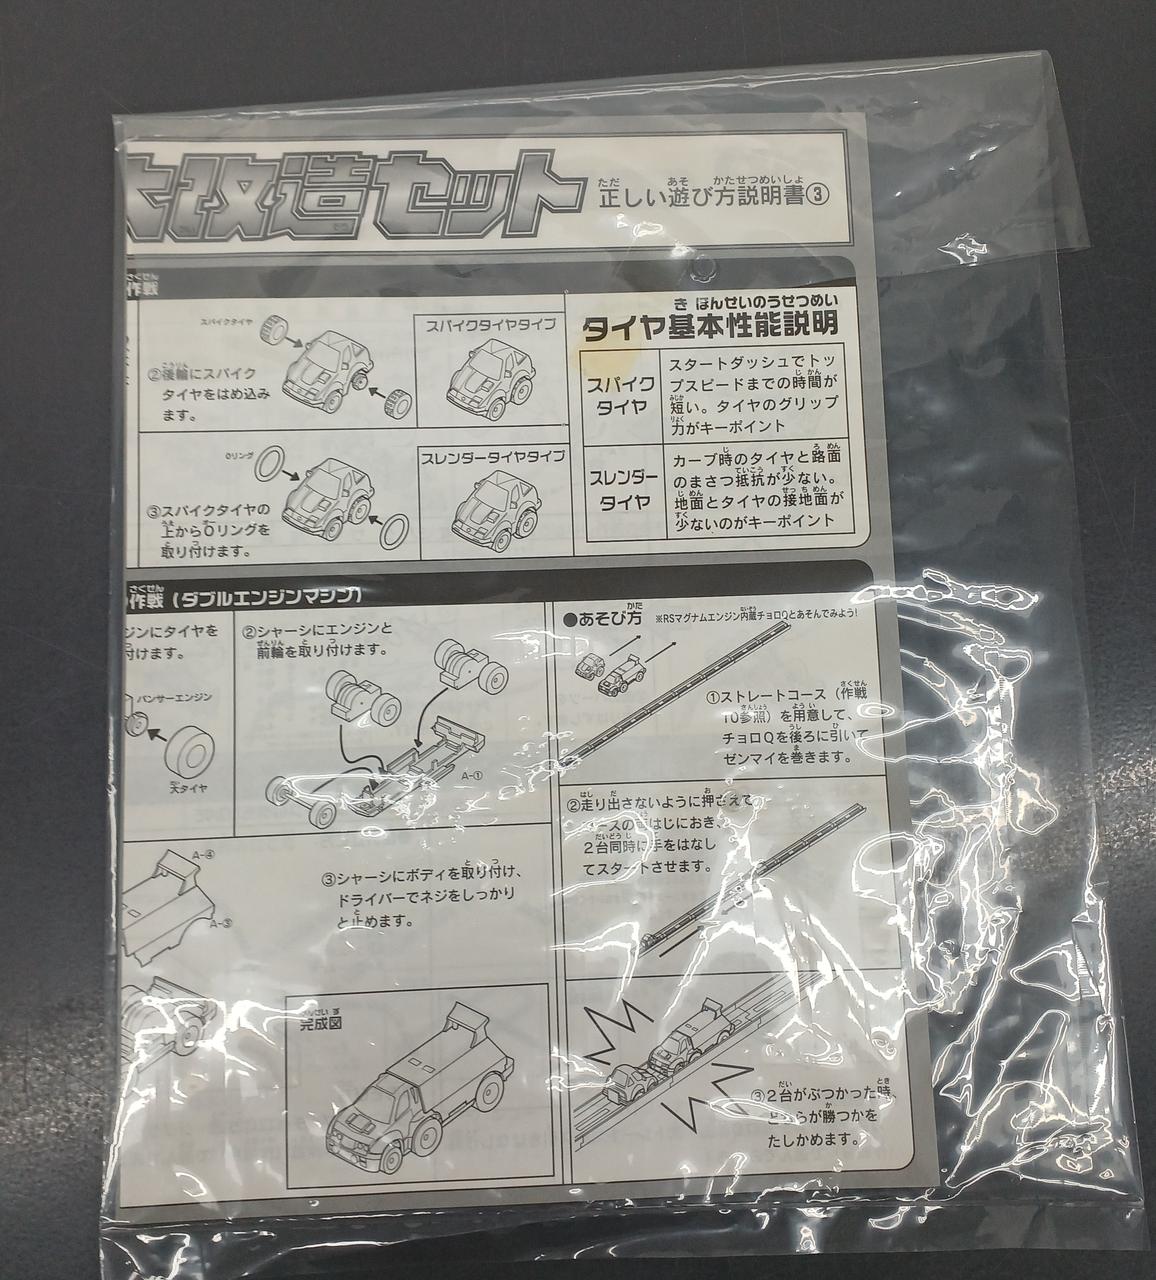 大改造セット
正しい遊び方説明書③
作戦
スパイクタイヤ
②後輪にスパイク
タイヤをはめ込み
ます。
スパイクタイヤタイプ
Oリング
③スパイクタイヤの
上からOリングを
取り付けます。
スレンダータイヤタイプ
きほんせいのうせつめい
タイヤ基本性能説明
スパイク
タイヤ
スタートダッシュでトッ
プスピードまでの時間が
短い。タイヤのグリップ
力がキーポイント
スレンダー
タイヤ
カーブ時のタイヤと路面
のまさつ抵抗が少ない。
地面とタイヤの接地面が
少ないのがキーポイント
作戦(ダブルエンジンマシン)
ジンにタイヤを
付けます。
パンサーエンジン
大タイヤ
②シャーシにエンジンと
前輪を取り付けます。
A-①
A-④
A-③
③シャーシにボディを取り付け、
ドライバーでネジをしっかり
と止めます。
完成図
●あそび方
※RSマグナムエンジン内蔵チョロQとあそんでみよう!
①ストレートコース(作戦
10参照)を用意して、
チョロQを後ろに引いて
ゼンマイを巻きます。
②走り出さないように押さえて
はじにおき、
2台同時に手をはなし
てスタートさせます。
③2台がぶつかった時、
どちらが勝つかを
たしかめます。